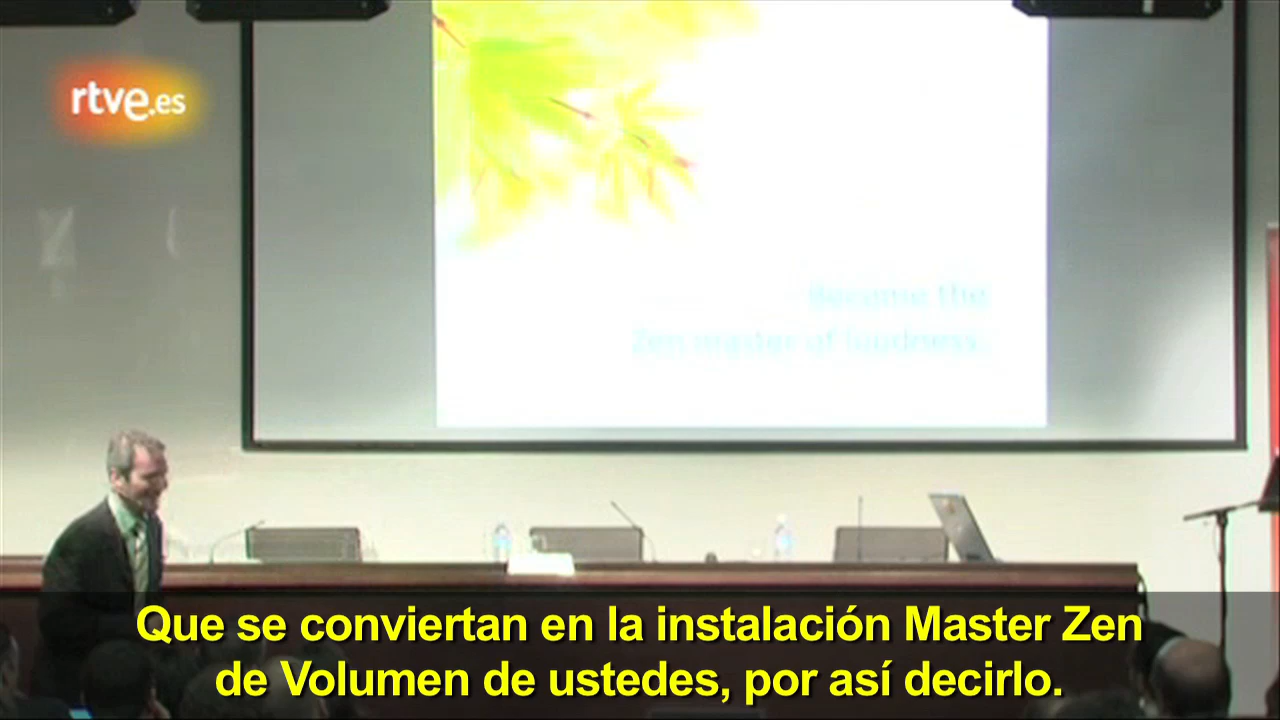 rtve.es
Become the
Zen master of loudness.
Que se conviertan en la instalación Master Zen
de Volumen de ustedes, por así decirlo.